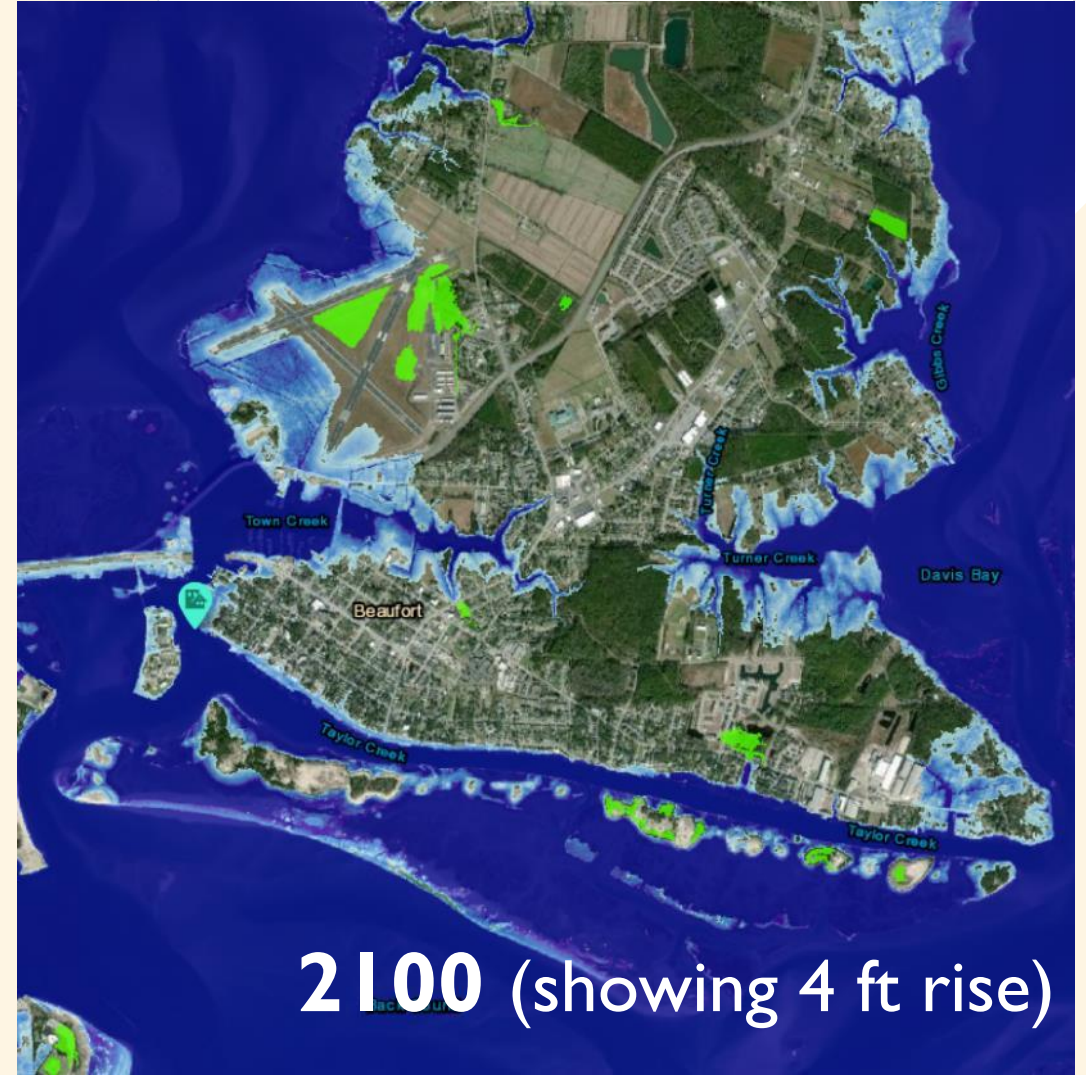 Gibbs Creek
Turner Creek
Town Creek
Turner Creek
Davis Bay
Beaufort
Taylor Creek
Taylor Creek
2100 (showing 4 ft rise)